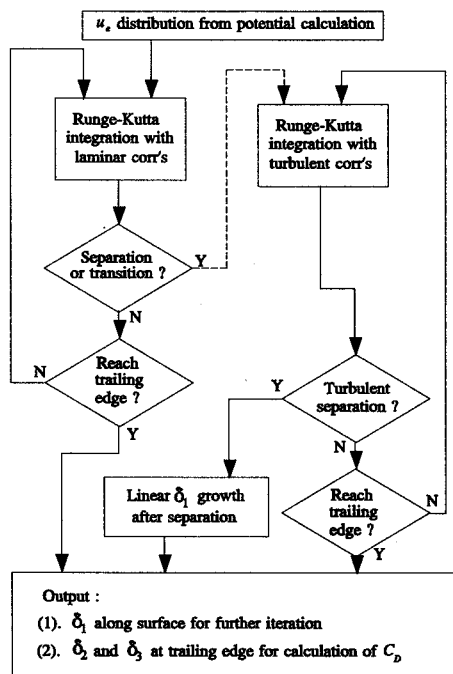 u_e distribution from potential calculation
Runge-Kutta
integration with
laminar corr's
Runge-Kutta
integration with
turbulent corr's
Separation
or transition ?
Y
N
Reach
trailing
edge ?
N
Y
Turbulent
separation ?
Y
N
Linear δ̃₁ growth
after separation
Reach
trailing
edge ?
N
Y
Output :
(1). δ̃₁ along surface for further iteration
(2). δ̃₂ and δ̃₃ at trailing edge for calculation of C_D